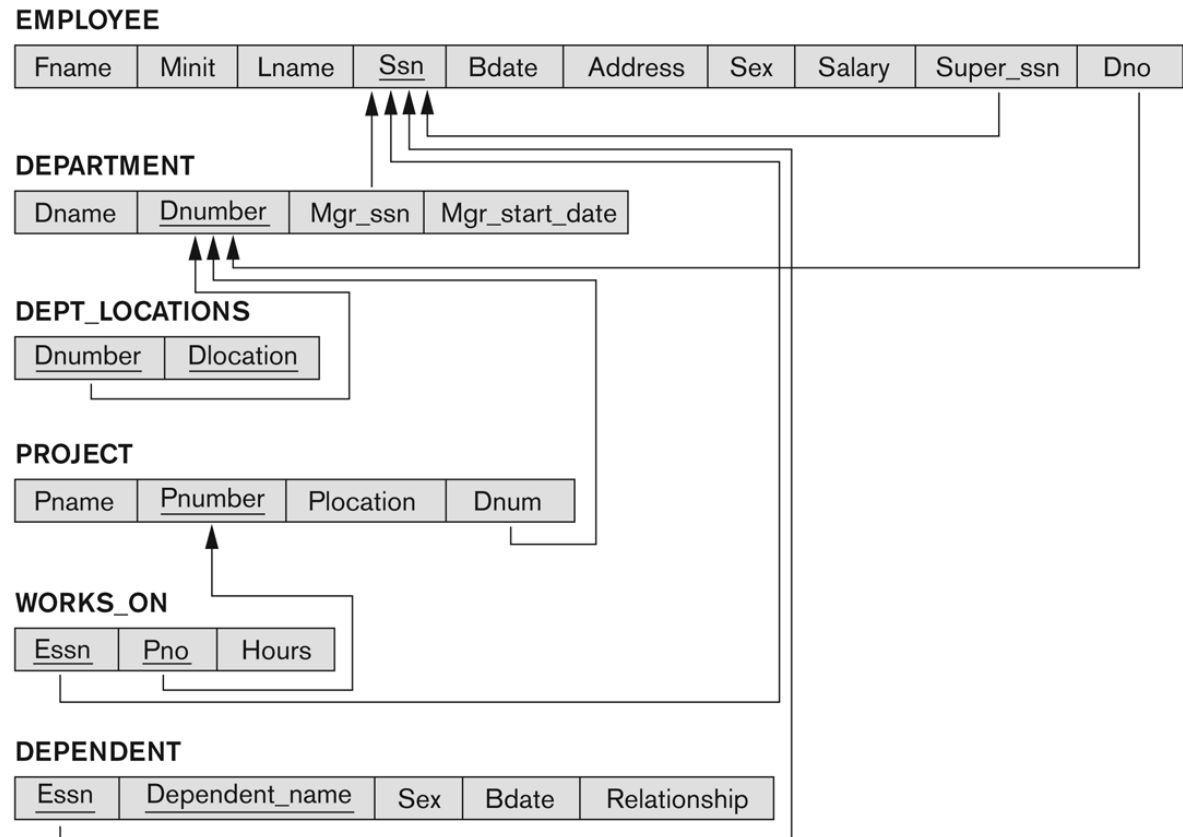 EMPLOYEE
Fname Minit Lname Ssn Bdate Address Sex Salary Super_ssn Dno
DEPARTMENT
Dname Dnumber Mgr_ssn Mgr_start_date
DEPT_LOCATIONS
Dnumber Dlocation
PROJECT
Pname Pnumber Plocation Dnum
WORKS_ON
Essn Pno Hours
DEPENDENT
Essn Dependent_name Sex Bdate Relationship